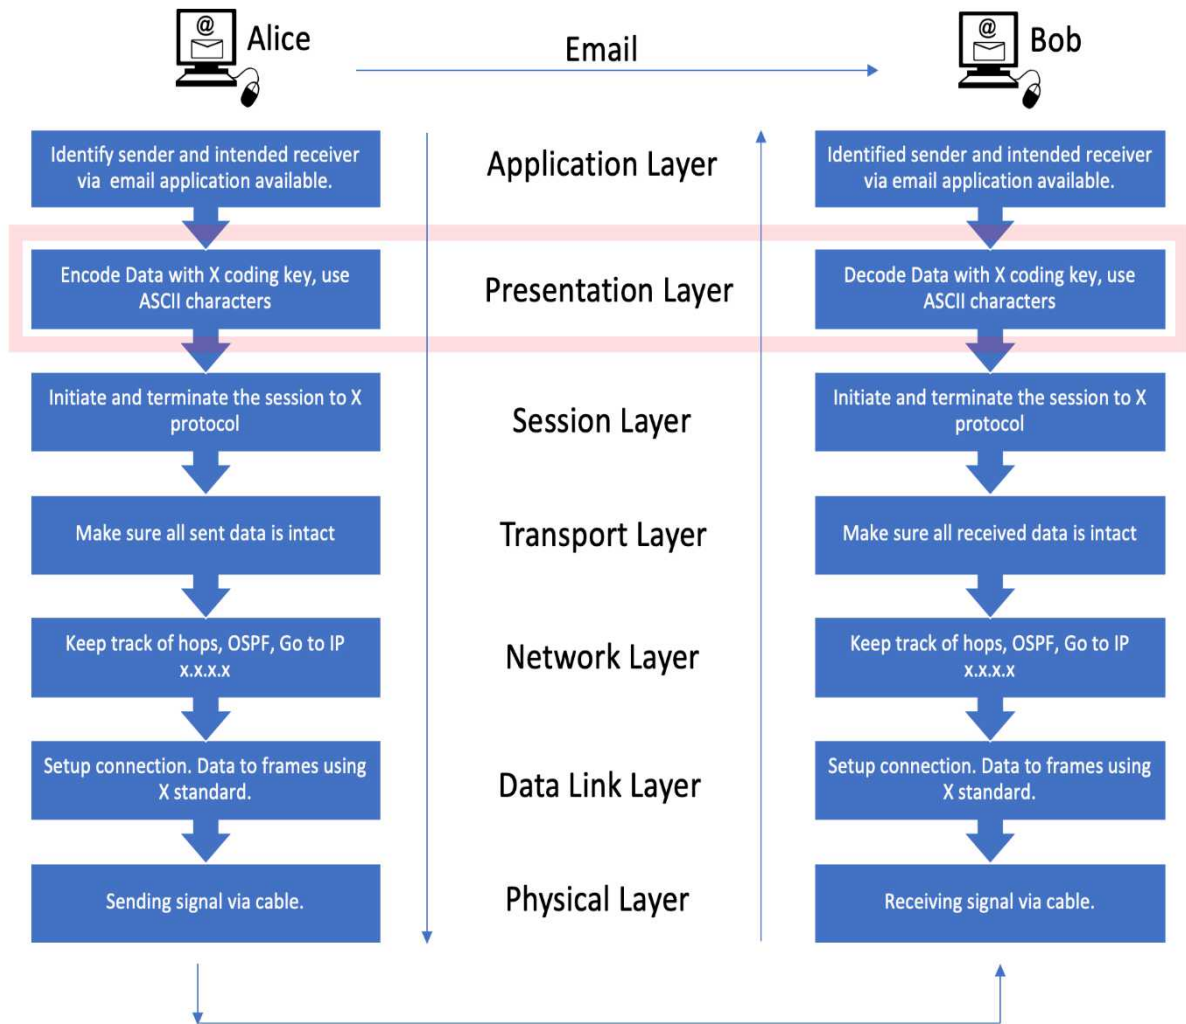 @
Alice
Email
@
Bob
Identify sender and intended receiver
via email application available.
Application Layer
Identified sender and intended receiver
via email application available.
Encode Data with X coding key, use
ASCII characters
Presentation Layer
Decode Data with X coding key, use
ASCII characters
Initiate and terminate the session to X
protocol
Session Layer
Initiate and terminate the session to X
protocol
Make sure all sent data is intact
Transport Layer
Make sure all received data is intact
Keep track of hops, OSPF, Go to IP
x.x.x.x
Network Layer
Keep track of hops, OSPF, Go to IP
x.x.x.x
Setup connection. Data to frames using
X standard.
Data Link Layer
Setup connection. Data to frames using
X standard.
Sending signal via cable.
Physical Layer
Receiving signal via cable.